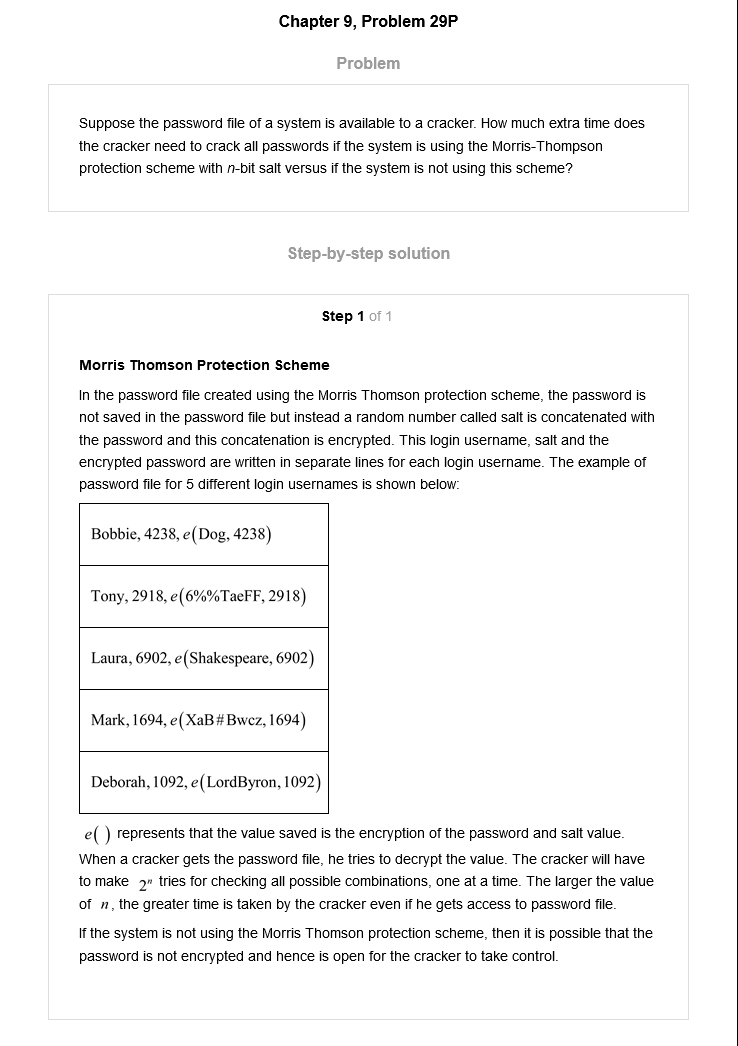 Chapter 9, Problem 29P
Problem
Suppose the password file of a system is available to a cracker. How much extra time does
the cracker need to crack all passwords if the system is using the Morris-Thompson
protection scheme with n-bit salt versus if the system is not using this scheme?
Step-by-step solution
Step 1 of 1
Morris Thomson Protection Scheme
In the password file created using the Morris Thomson protection scheme, the password is
not saved in the password file but instead a random number called salt is concatenated with
the password and this concatenation is encrypted. This login username, salt and the
encrypted password are written in separate lines for each login username. The example of
password file for 5 different login usernames is shown below:
Bobbie, 4238, e(Dog, 4238)
Tony, 2918, e(6%%TaeFF, 2918)
Laura, 6902, e(Shakespeare, 6902)
Mark, 1694, e(XaB#Bwcz, 1694)
Deborah, 1092, e(LordByron, 1092)
e( ) represents that the value saved is the encryption of the password and salt value.
When a cracker gets the password file, he tries to decrypt the value. The cracker will have
to make 2ⁿ tries for checking all possible combinations, one at a time. The larger the value
of n, the greater time is taken by the cracker even if he gets access to password file.
If the system is not using the Morris Thomson protection scheme, then it is possible that the
password is not encrypted and hence is open for the cracker to take control.